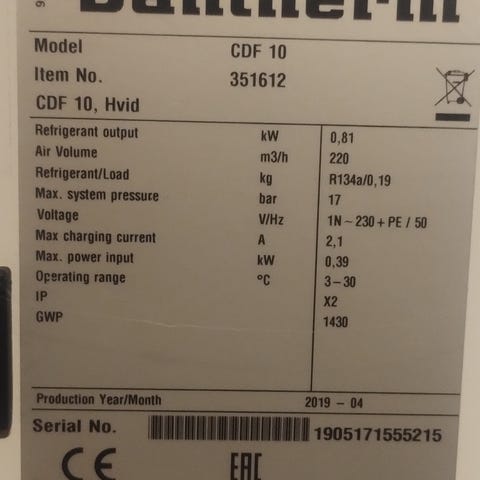 Dantherm
Model CDF 10
Item No. 351612
CDF 10, Hvid
Refrigerant output kW 0,81
Air Volume m3/h 220
Refrigerant/Load kg R134a/0,19
Max. system pressure bar 17
Voltage V/Hz 1N~230+PE / 50
Max charging current A 2,1
Max. power input kW 0,39
Operating range °C 3–30
IP X2
GWP 1430
Production Year/Month 2019 – 04
Serial No. 1905171555215
CE EAC